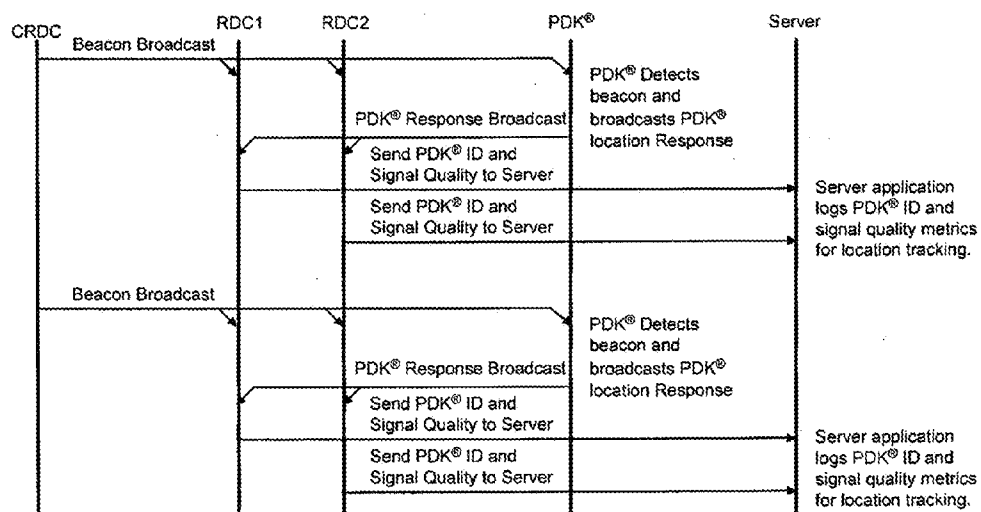 CRDC
RDC1
RDC2
PDK®
Server
Beacon Broadcast
PDK® Detects
beacon and
broadcasts PDK®
location Response
PDK® Response Broadcast
Send PDK® ID and
Signal Quality to Server
Server application
logs PDK® ID and
signal quality metrics
for location tracking.
Send PDK® ID and
Signal Quality to Server
Beacon Broadcast
PDK® Detects
beacon and
broadcasts PDK®
location Response
PDK® Response Broadcast
Send PDK® ID and
Signal Quality to Server
Server application
logs PDK® ID and
signal quality metrics
for location tracking.
Send PDK® ID and
Signal Quality to Server